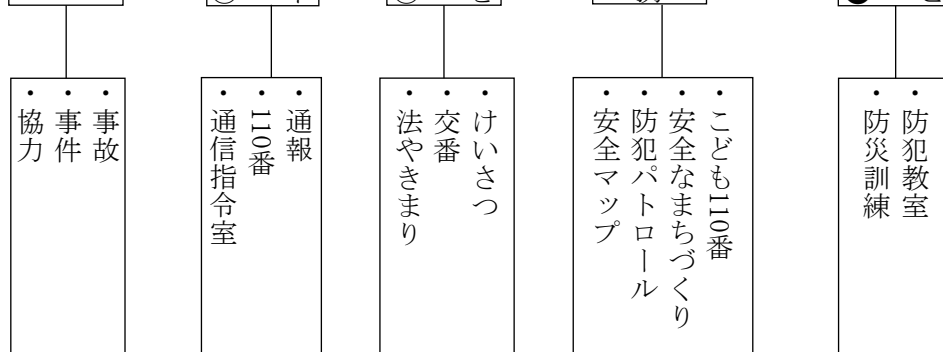 ・防犯教室
・防災訓練
・こども110番
・安全なまちづくり
・防犯パトロール
・安全マップ
・けいさつ
・交番
・法やきまり
・通報
・110番
・通信指令室
・事故
・事件
・協力